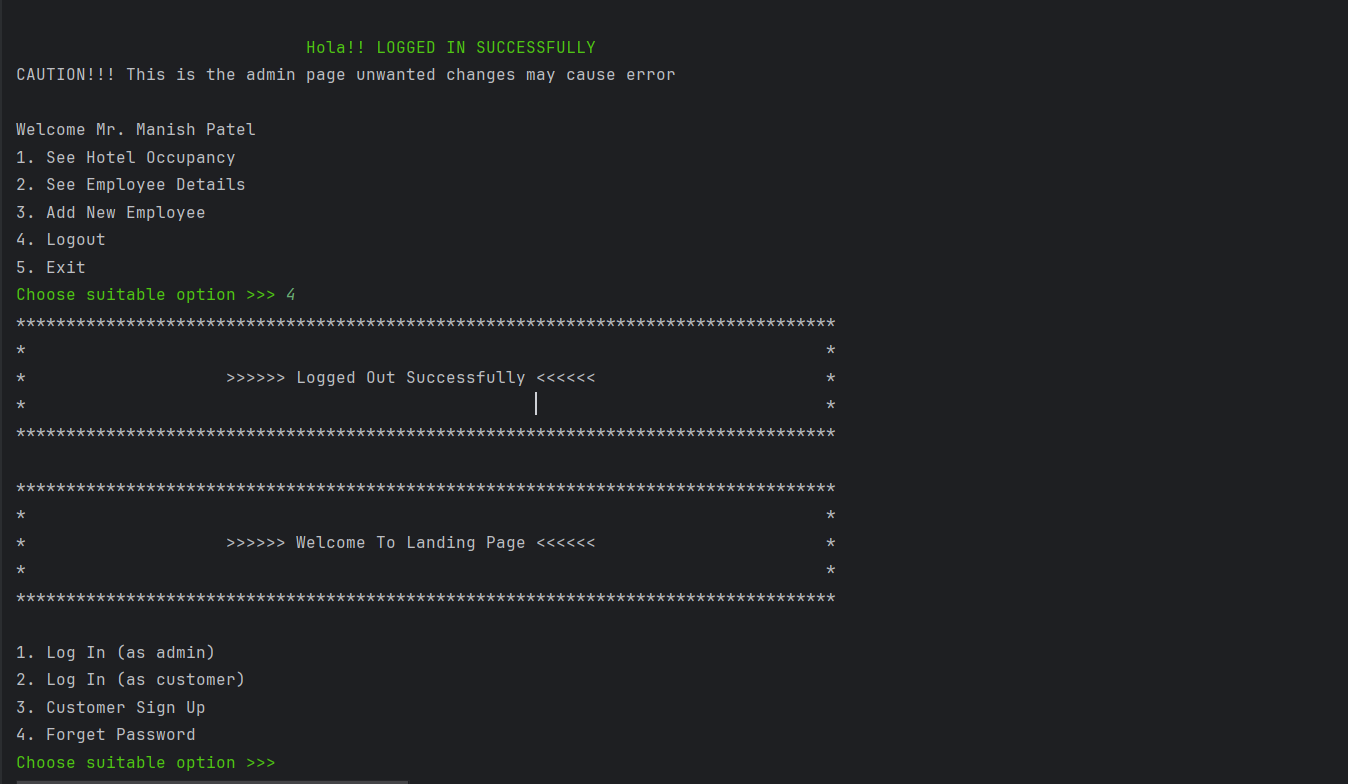 Hola!! LOGGED IN SUCCESSFULLY
CAUTION!!! This is the admin page unwanted changes may cause error
Welcome Mr. Manish Patel
1. See Hotel Occupancy
2. See Employee Details
3. Add New Employee
4. Logout
5. Exit
Choose suitable option >>> 4
**********************************************************************************
*                                                                                *
*                    >>>>>> Logged Out Successfully <<<<<<                       *
*                                                                                *
**********************************************************************************
**********************************************************************************
*                                                                                *
*                    >>>>>> Welcome To Landing Page <<<<<<                       *
*                                                                                *
**********************************************************************************
1. Log In (as admin)
2. Log In (as customer)
3. Customer Sign Up
4. Forget Password
Choose suitable option >>>